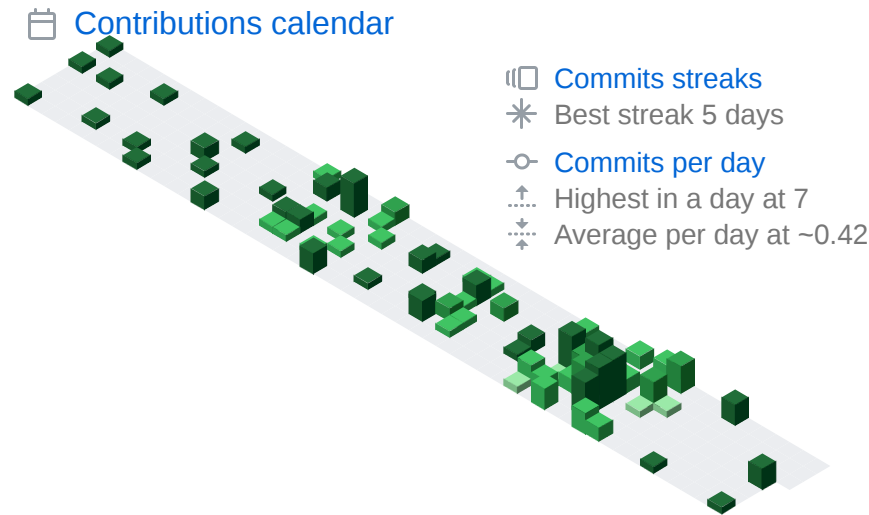 Contributions calendar
Commits streaks
Best streak 5 days
Commits per day
Highest in a day at 7
Average per day at ~0.42